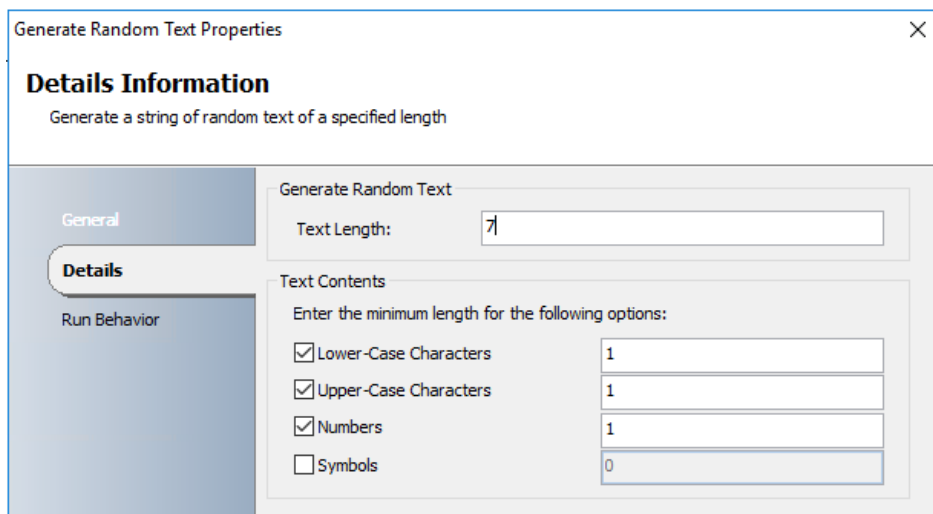 Generate Random Text Properties
Details Information
Generate a string of random text of a specified length
General
Details
Run Behavior
Generate Random Text
Text Length: 7
Text Contents
Enter the minimum length for the following options:
Lower-Case Characters 1
Upper-Case Characters 1
Numbers 1
Symbols 0